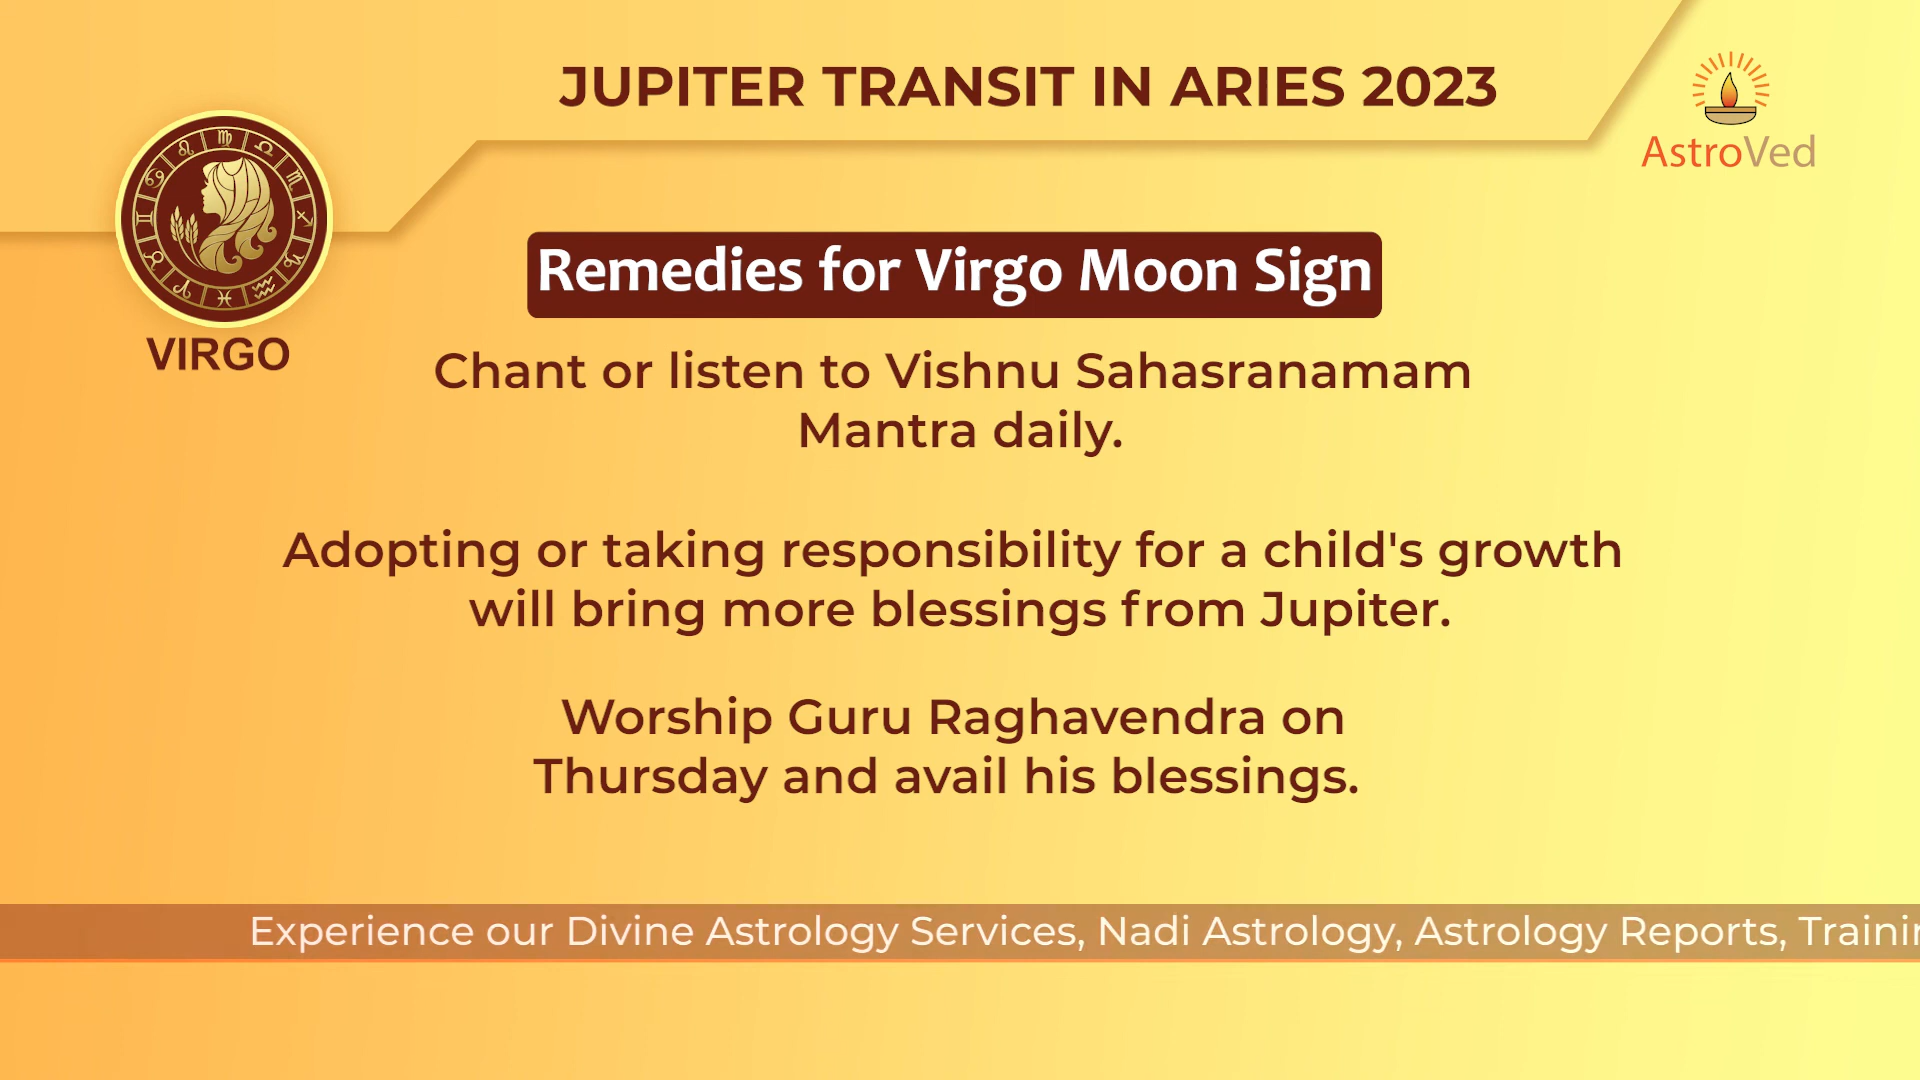 JUPITER TRANSIT IN ARIES 2023
AstroVed
VIRGO
Remedies for Virgo Moon Sign
Chant or listen to Vishnu Sahasranamam
Mantra daily.
Adopting or taking responsibility for a child's growth
will bring more blessings from Jupiter.
Worship Guru Raghavendra on
Thursday and avail his blessings.
Experience our Divine Astrology Services, Nadi Astrology, Astrology Reports,